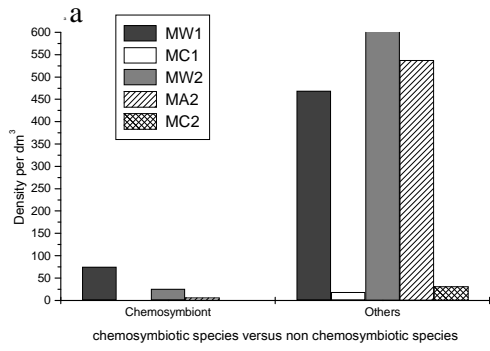 a
600
550
500
450
400
350
300
250
200
150
100
50
0
Density per dm³
MW1
MC1
MW2
MA2
MC2
Chemosymbiont
Others
chemosymbiotic species versus non chemosymbiotic species